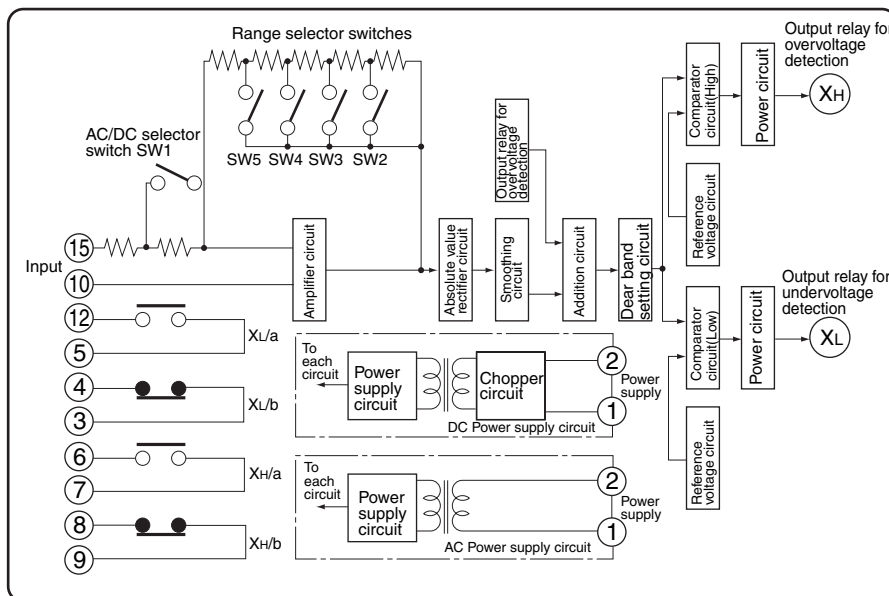 Range selector switches
SW5
SW4
SW3
SW2
AC/DC selector
switch SW1
Input
15
10
12
5
XL/a
4
3
XL/b
6
7
XH/a
8
9
XH/b
Amplifier circuit
Absolute value
rectifier circuit
Smoothing
circuit
Output relay for
overvoltage
detection
Addition circuit
Dear band
setting circuit
Comparator
circuit(High)
Power circuit
Output relay for
overvoltage
detection
XH
Reference
voltage circuit
Comparator
circuit(Low)
Power circuit
Output relay for
undervoltage
detection
XL
Reference
voltage circuit
To
each
circuit
Power
supply
circuit
Chopper
circuit
2
Power
supply
1
DC Power supply circuit
To
each
circuit
Power
supply
circuit
2
Power
supply
1
AC Power supply circuit